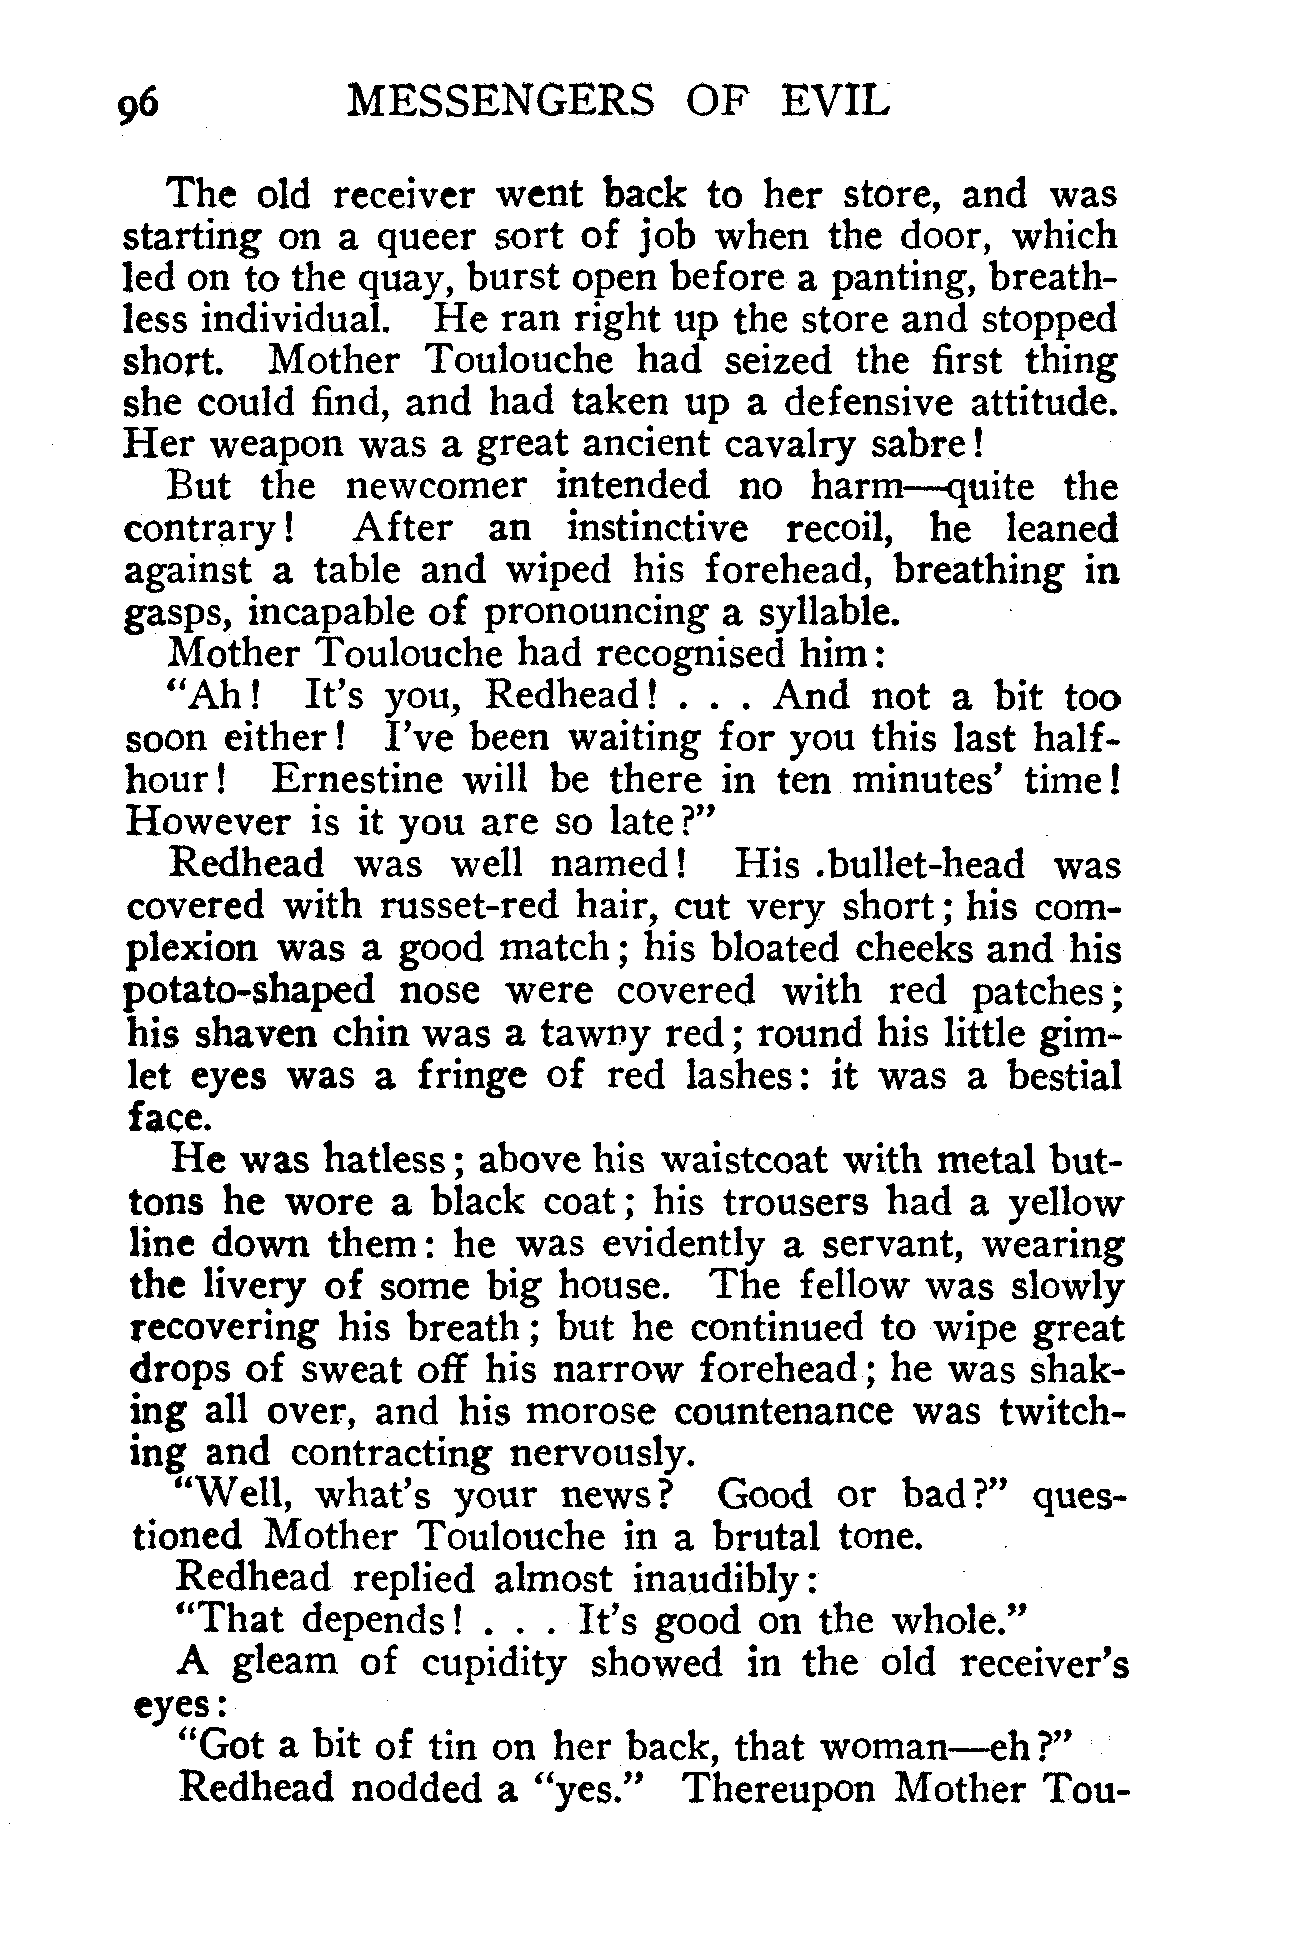 96 MESSENGERS OF EVIL
The old receiver went back to her store, and was
starting on a queer sort of job when the door, which
led on to the quay, burst open before a panting, breath-
less individual. He ran right up the store and stopped
short. Mother Toulouche had seized the first thing
she could find, and had taken up a defensive attitude.
Her weapon was a great ancient cavalry sabre!
But the newcomer intended no harm—quite the
contrary! After an instinctive recoil, he leaned
against a table and wiped his forehead, breathing in
gasps, incapable of pronouncing a syllable.
Mother Toulouche had recognised him:
"Ah! It's you, Redhead! . . . And not a bit too
soon either! I've been waiting for you this last half-
hour! Ernestine will be there in ten minutes' time!
However is it you are so late?"
Redhead was well named! His .bullet-head was
covered with russet-red hair, cut very short; his com-
plexion was a good match; his bloated cheeks and his
potato-shaped nose were covered with red patches;
his shaven chin was a tawny red; round his little gim-
let eyes was a fringe of red lashes: it was a bestial
face.
He was hatless; above his waistcoat with metal but-
tons he wore a black coat; his trousers had a yellow
line down them: he was evidently a servant, wearing
the livery of some big house. The fellow was slowly
recovering his breath; but he continued to wipe great
drops of sweat off his narrow forehead; he was shak-
ing all over, and his morose countenance was twitch-
ing and contracting nervously.
"Well, what's your news? Good or bad?" ques-
tioned Mother Toulouche in a brutal tone.
Redhead replied almost inaudibly:
"That depends! . . . It's good on the whole."
A gleam of cupidity showed in the old receiver's
eyes:
"Got a bit of tin on her back, that woman—eh?"
Redhead nodded a "yes." Thereupon Mother Tou-